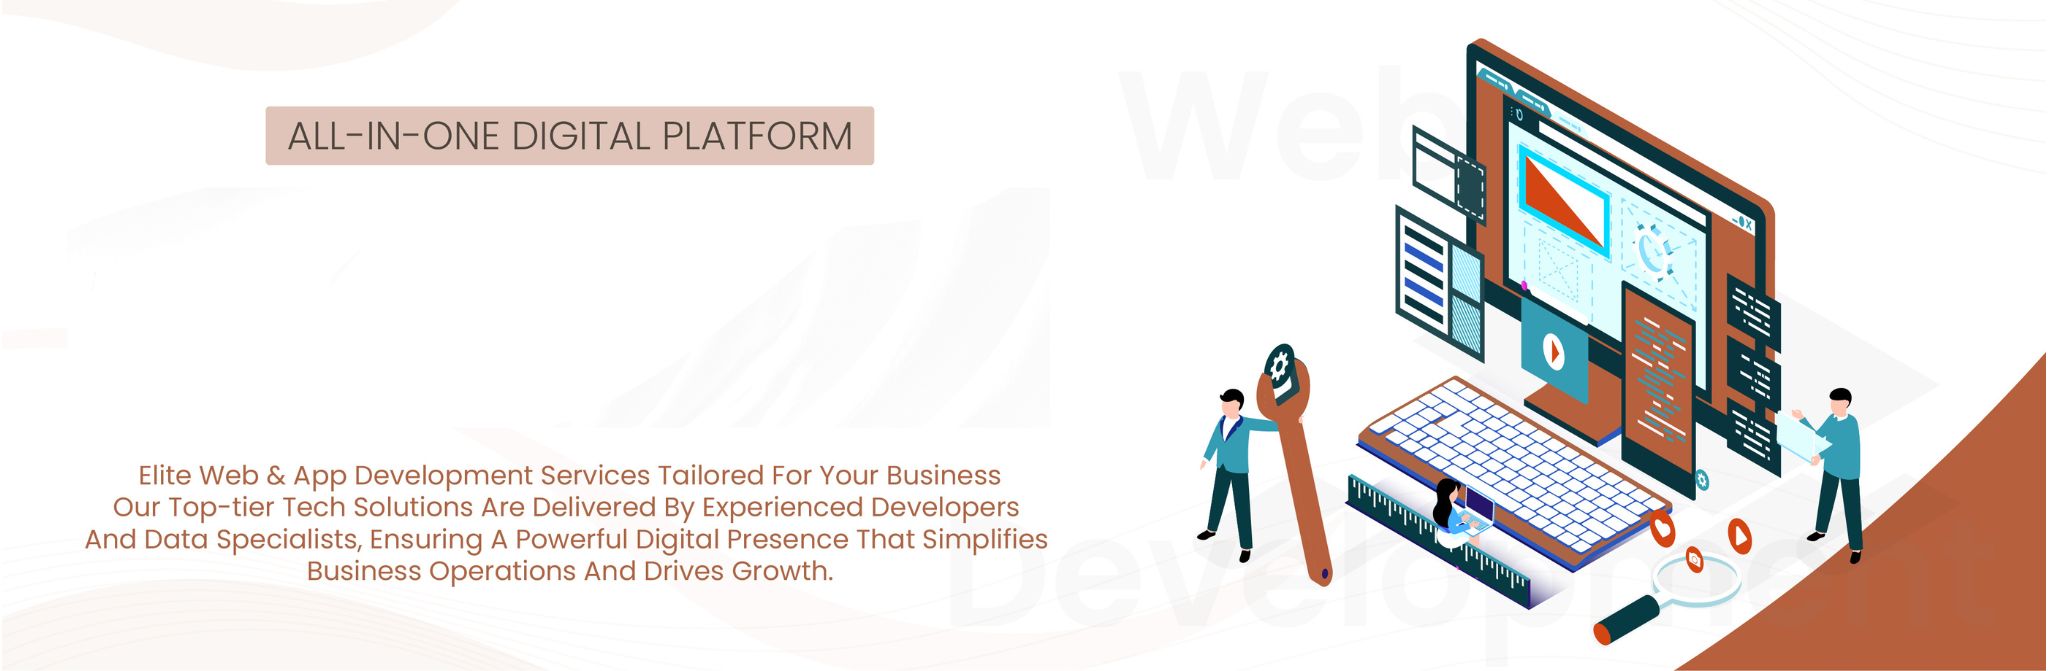 ALL-IN-ONE DIGITAL PLATFORM
Elite Web & App Development Services Tailored For Your Business
Our Top-tier Tech Solutions Are Delivered By Experienced Developers
And Data Specialists, Ensuring A Powerful Digital Presence That Simplifies
Business Operations And Drives Growth.
Web
Development